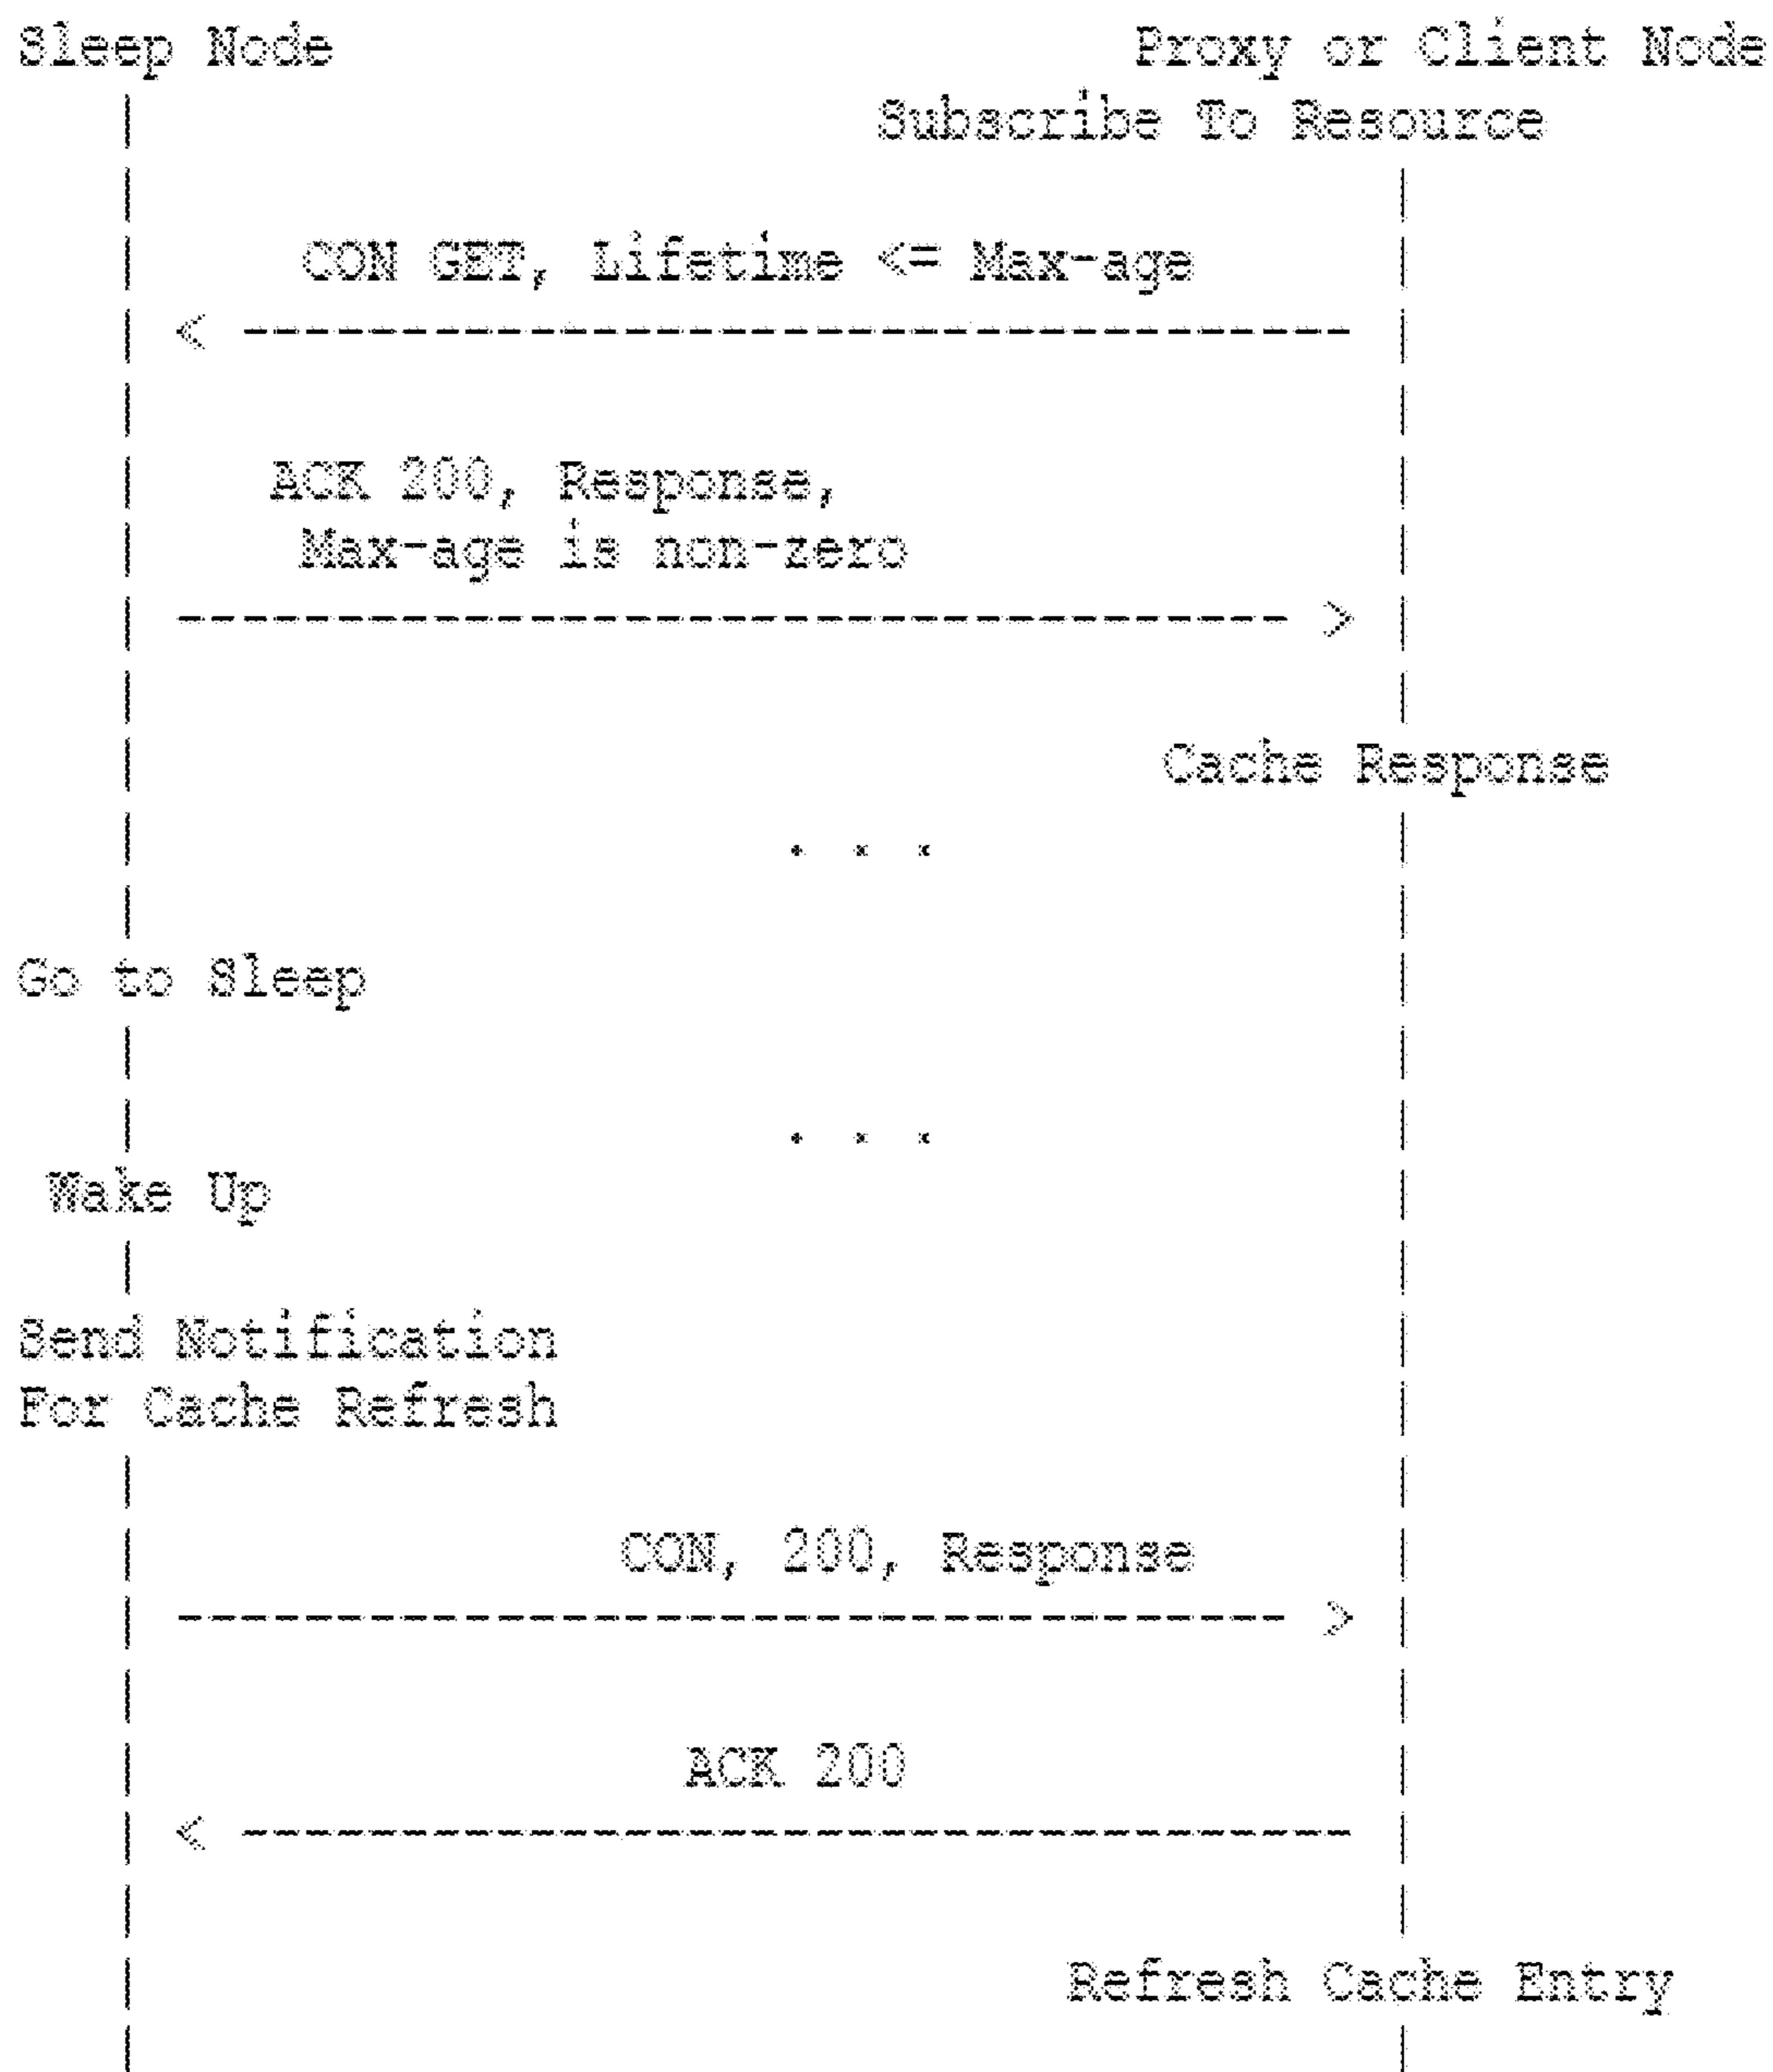 Sleep Node Proxy or Client Node
Subscribe To Resource
CON GET, Lifetime <= Max-age
< -----------------------------------
ACK 200, Response,
Max-age is non-zero
----------------------------------- >
Cache Response
. . .
Go to Sleep
. . .
Wake Up
Send Notification
For Cache Refresh
CON, 200, Response
----------------------------------- >
ACK 200
< -----------------------------------
Refresh Cache Entry